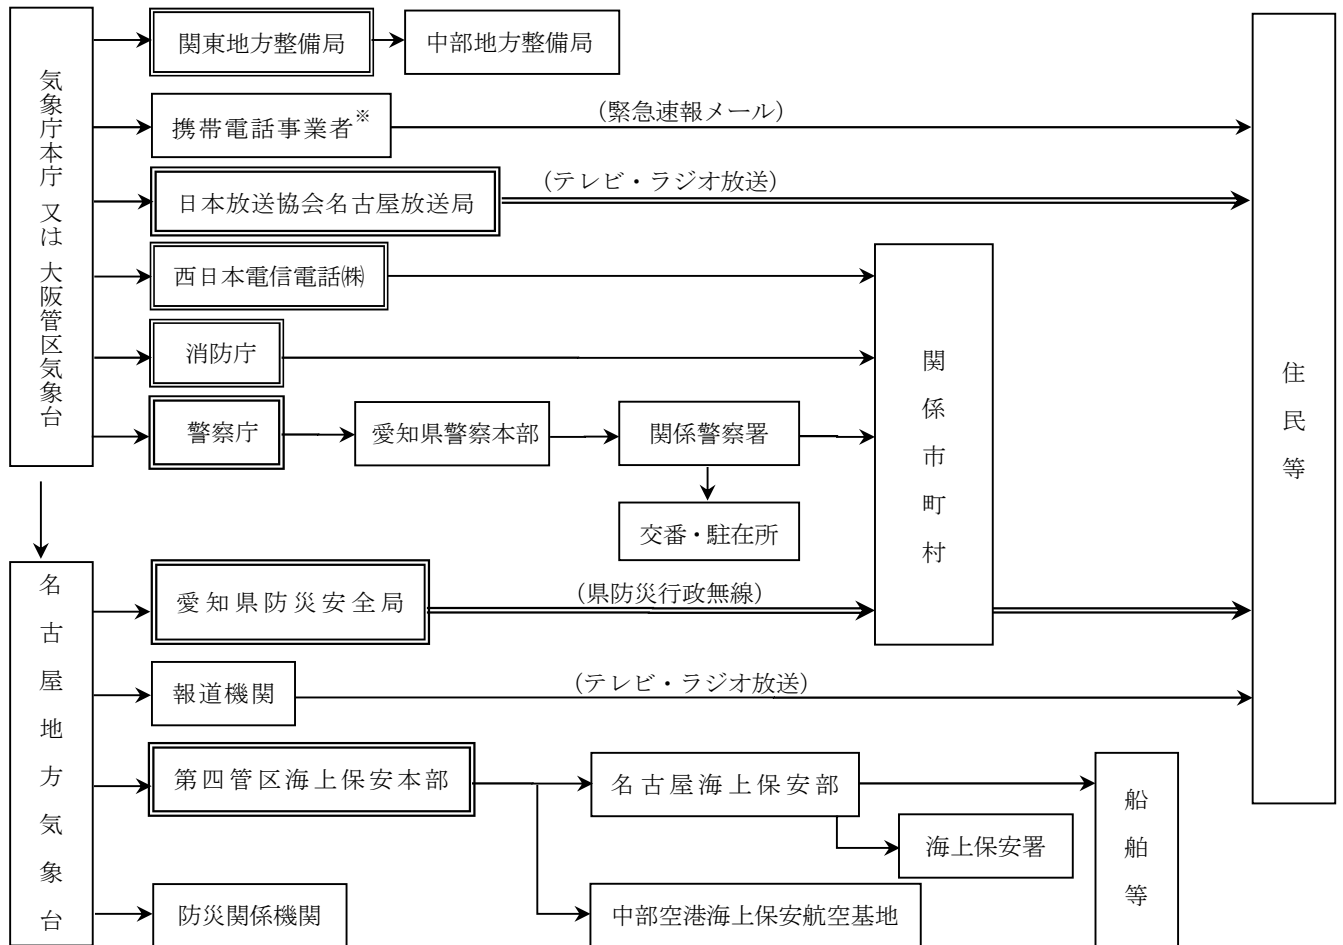 気象庁本庁 又は 大阪管区気象台
関東地方整備局
中部地方整備局
携帯電話事業者※
(緊急速報メール)
日本放送協会名古屋放送局
(テレビ・ラジオ放送)
西日本電信電話㈱
消防庁
警察庁
愛知県警察本部
関係警察署
交番・駐在所
関係市町村
住民等
名古屋地方気象台
愛知県防災安全局
(県防災行政無線)
報道機関
(テレビ・ラジオ放送)
第四管区海上保安本部
名古屋海上保安部
海上保安署
船舶等
防災関係機関
中部空港海上保安航空基地